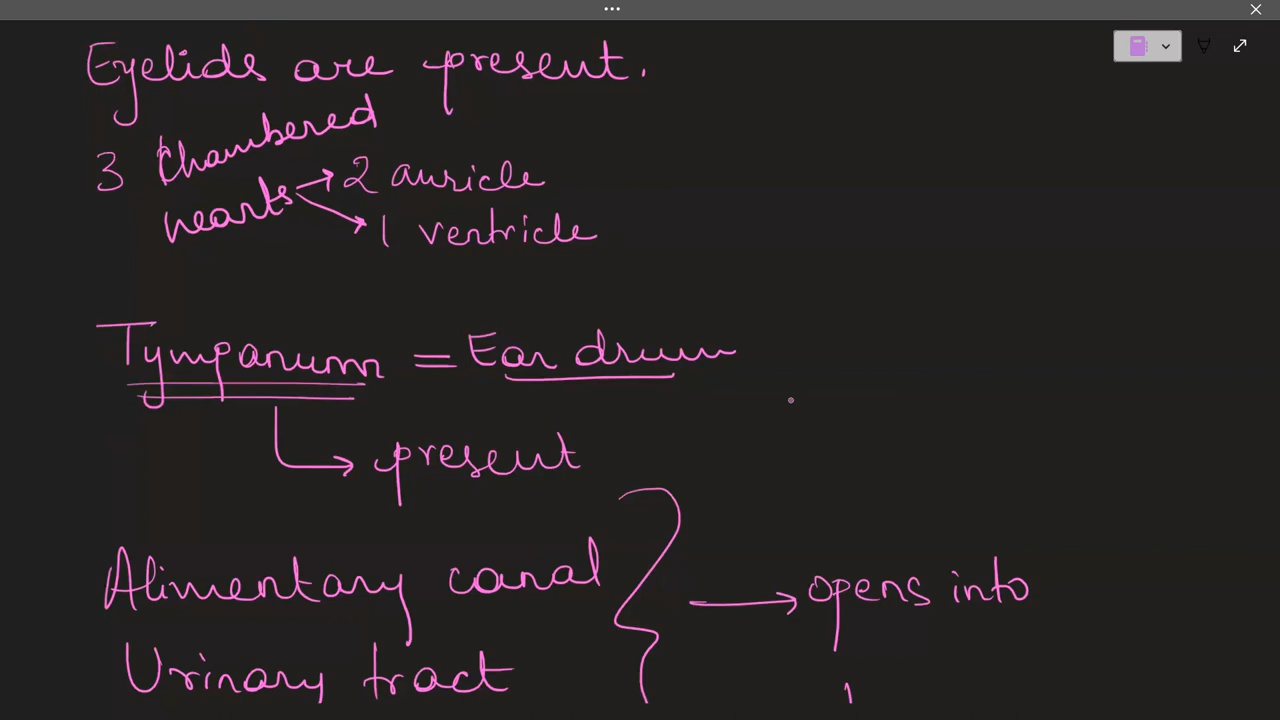 Eyelids are present.
3 Chambered
hearts → 2 auricle
→ 1 ventricle
Tympanum = Ear drum
→ present
Alimentary canal
Urinary tract } → opens into